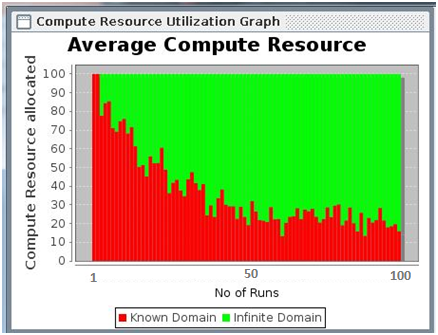 Compute Resource Utilization Graph
Average Compute Resource
Compute Resource allocated
100
90
80
70
60
50
40
30
20
10
0
1 50 100
No of Runs
Known Domain Infinite Domain